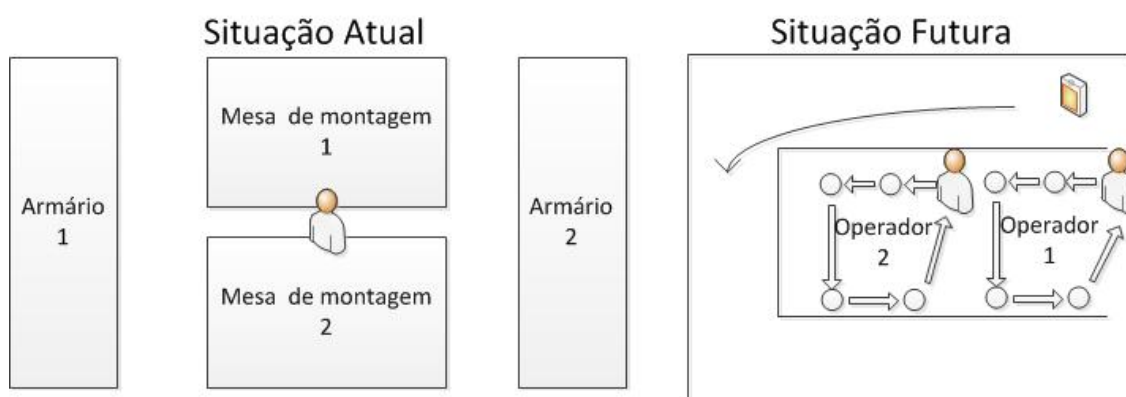 Situação Atual
Situação Futura
Armário
1
Mesa de montagem
1
Mesa de montagem
2
Armário
2
Operador
2
Operador
1